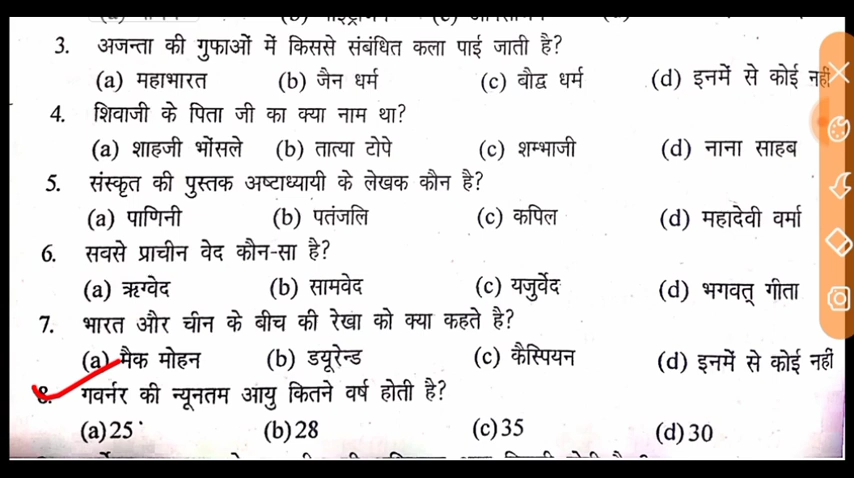 3. अजन्ता की गुफाओं में किससे संबंधित कला पाई जाती है?
(a) महाभारत (b) जैन धर्म (c) बौद्व धर्म (d) इनमें से कोई नहीं
4. शिवाजी के पिता जी का क्या नाम था?
(a) शाहजी भोंसले (b) तात्या टोपे (c) शम्भाजी (d) नाना साहब
5. संस्कृत की पुस्तक अष्टाध्यायी के लेखक कौन है?
(a) पाणिनी (b) पतंजलि (c) कपिल (d) महादेवी वर्मा
6. सबसे प्राचीन वेद कौन-सा है?
(a) ऋग्वेद (b) सामवेद (c) यजुर्वेद (d) भगवत् गीता
7. भारत और चीन के बीच की रेखा को क्या कहते है?
(a) मैक मोहन (b) डयूरेन्ड (c) कैस्पियन (d) इनमें से कोई नहीं
8. गवर्नर की न्यूनतम आयु कितने वर्ष होती है?
(a) 25 (b) 28 (c) 35 (d) 30